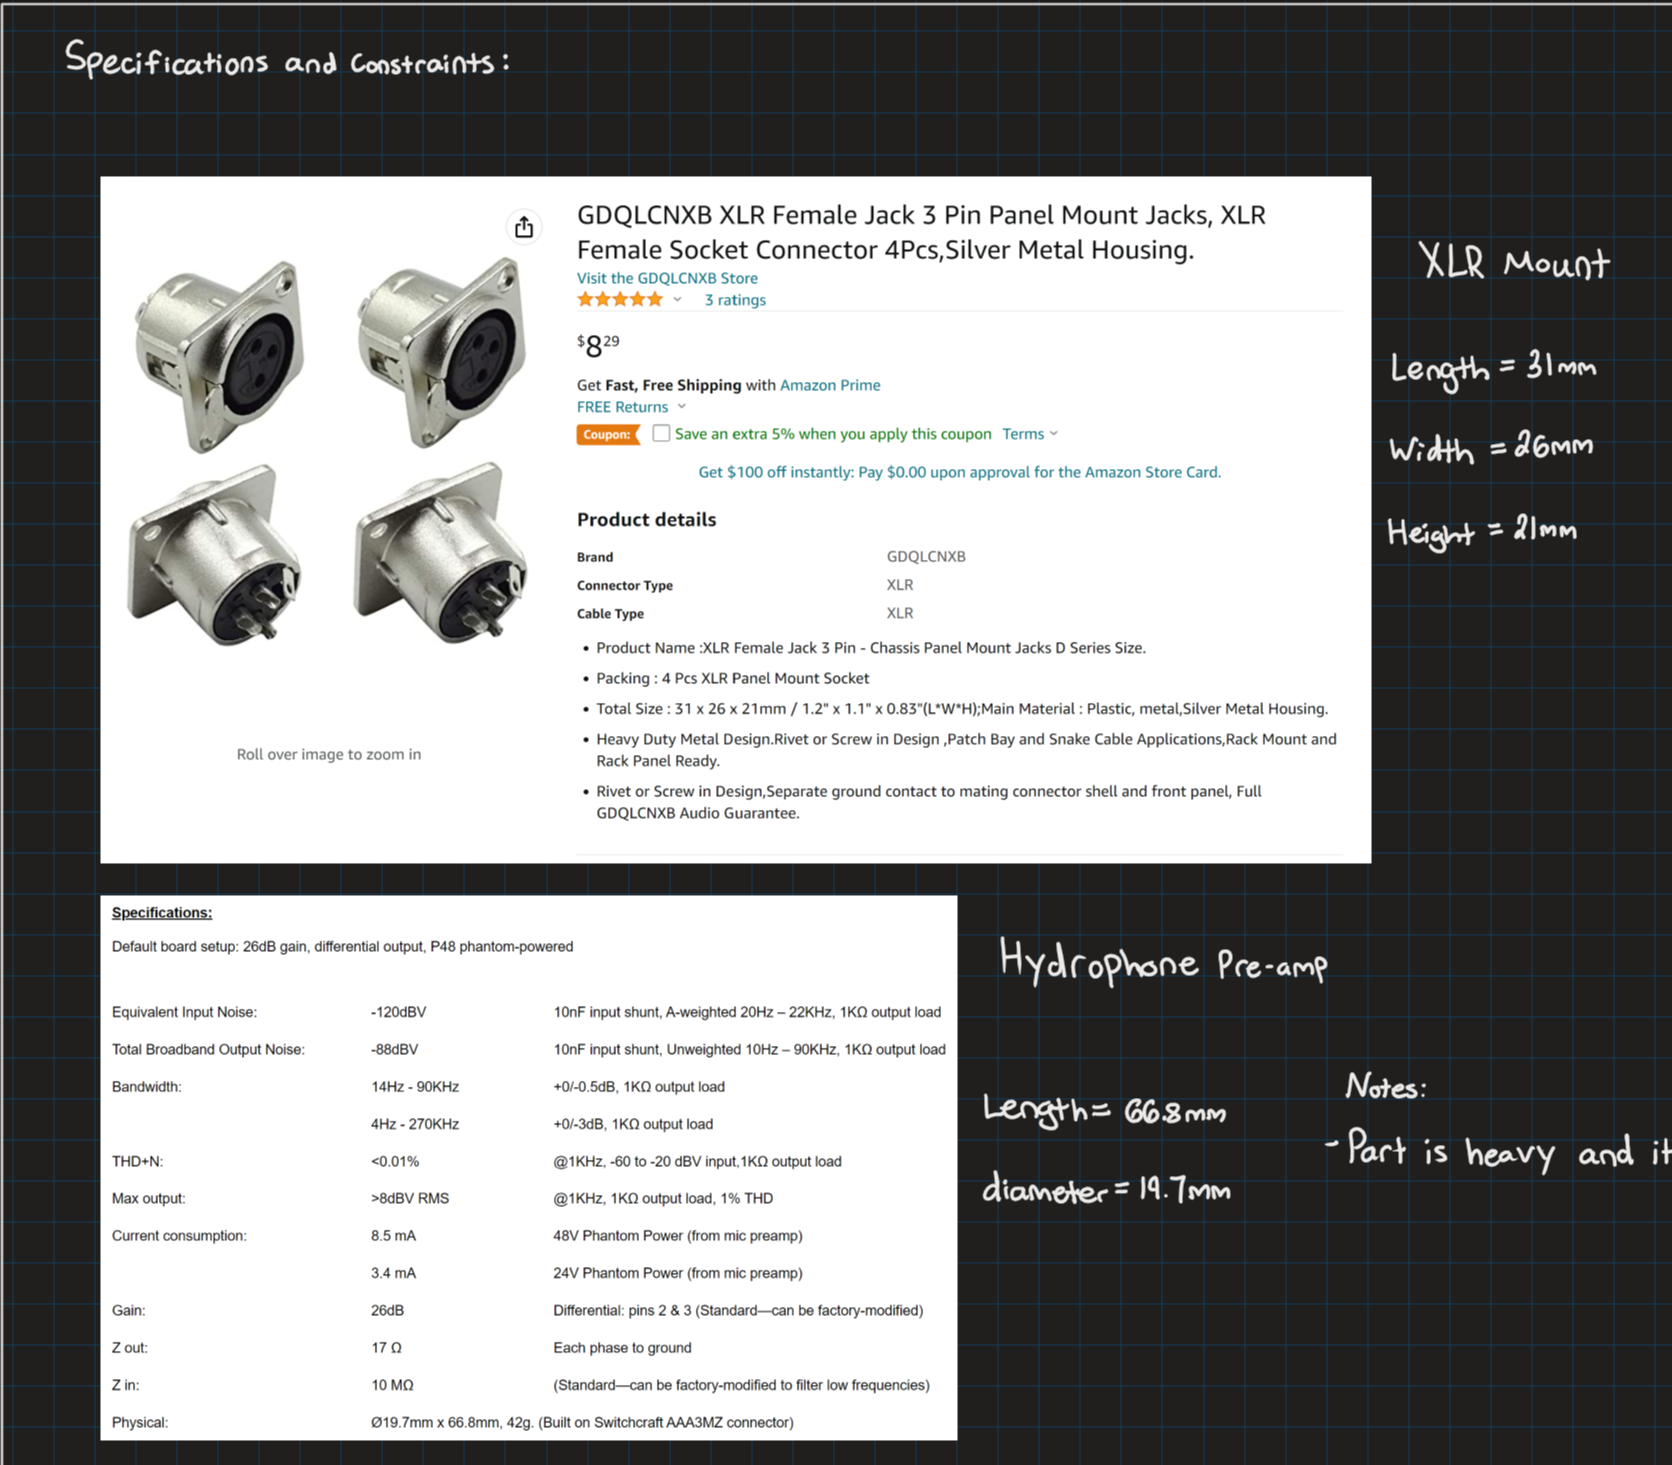 Specifications and Constraints:
GDQLCNXB XLR Female Jack 3 Pin Panel Mount Jacks, XLR
Female Socket Connector 4Pcs,Silver Metal Housing.
Visit the GDQLCNXB Store
3 ratings
$8 29
Get Fast, Free Shipping with Amazon Prime
FREE Returns
Coupon: Save an extra 5% when you apply this coupon Terms
Get $100 off instantly: Pay $0.00 upon approval for the Amazon Store Card.
Product details
Brand GDQLCNXB
Connector Type XLR
Cable Type XLR
• Product Name :XLR Female Jack 3 Pin - Chassis Panel Mount Jacks D Series Size.
• Packing : 4 Pcs XLR Panel Mount Socket
• Total Size : 31 x 26 x 21mm / 1.2" x 1.1" x 0.83"(L*W*H);Main Material : Plastic, metal,Silver Metal Housing.
• Heavy Duty Metal Design.Rivet or Screw in Design ,Patch Bay and Snake Cable Applications,Rack Mount and
Rack Panel Ready.
• Rivet or Screw in Design,Separate ground contact to mating connector shell and front panel, Full
GDQLCNXB Audio Guarantee.
Roll over image to zoom in
XLR Mount
Length = 31mm
Width = 26mm
Height = 21mm
Specifications:
Default board setup: 26dB gain, differential output, P48 phantom-powered
Equivalent Input Noise: -120dBV 10nF input shunt, A-weighted 20Hz – 22KHz, 1KΩ output load
Total Broadband Output Noise: -88dBV 10nF input shunt, Unweighted 10Hz – 90KHz, 1KΩ output load
Bandwidth: 14Hz - 90KHz +0/-0.5dB, 1KΩ output load
4Hz - 270KHz +0/-3dB, 1KΩ output load
THD+N: <0.01% @1KHz, -60 to -20 dBV input,1KΩ output load
Max output: >8dBV RMS @1KHz, 1KΩ output load, 1% THD
Current consumption: 8.5 mA 48V Phantom Power (from mic preamp)
3.4 mA 24V Phantom Power (from mic preamp)
Gain: 26dB Differential: pins 2 & 3 (Standard—can be factory-modified)
Z out: 17 Ω Each phase to ground
Z in: 10 MΩ (Standard—can be factory-modified to filter low frequencies)
Physical: Ø19.7mm x 66.8mm, 42g. (Built on Switchcraft AAA3MZ connector)
Hydrophone Pre-amp
Length= 66.8mm
diameter= 19.7mm
Notes:
- Part is heavy and it